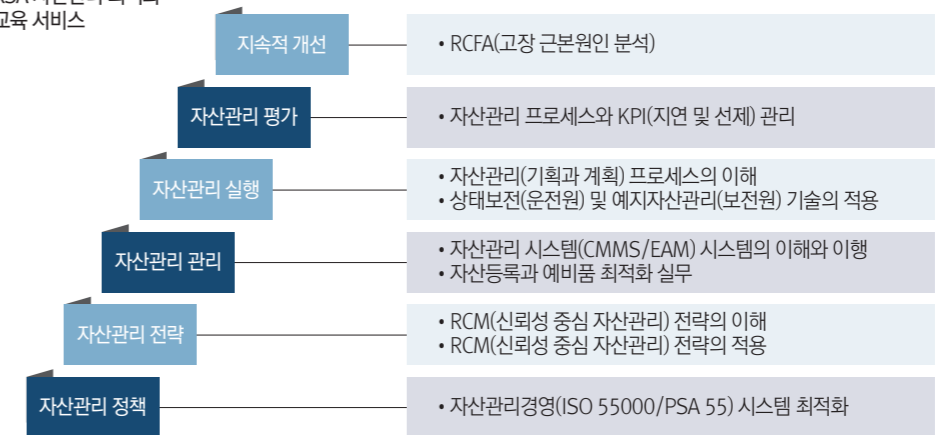 교육 서비스
지속적 개선
• RCFA(고장 근본원인 분석)
자산관리 평가
• 자산관리 프로세스와 KPI(지연 및 선제) 관리
자산관리 실행
• 자산관리(기획과 계획) 프로세스의 이해
• 상태보전(운전원) 및 예지자산관리(보전원) 기술의 적용
자산관리 관리
• 자산관리 시스템(CMMS/EAM) 시스템의 이해와 이행
• 자산등록과 예비품 최적화 실무
자산관리 전략
• RCM(신뢰성 중심 자산관리) 전략의 이해
• RCM(신뢰성 중심 자산관리) 전략의 적용
자산관리 정책
• 자산관리경영(ISO 55000/PSA 55) 시스템 최적화